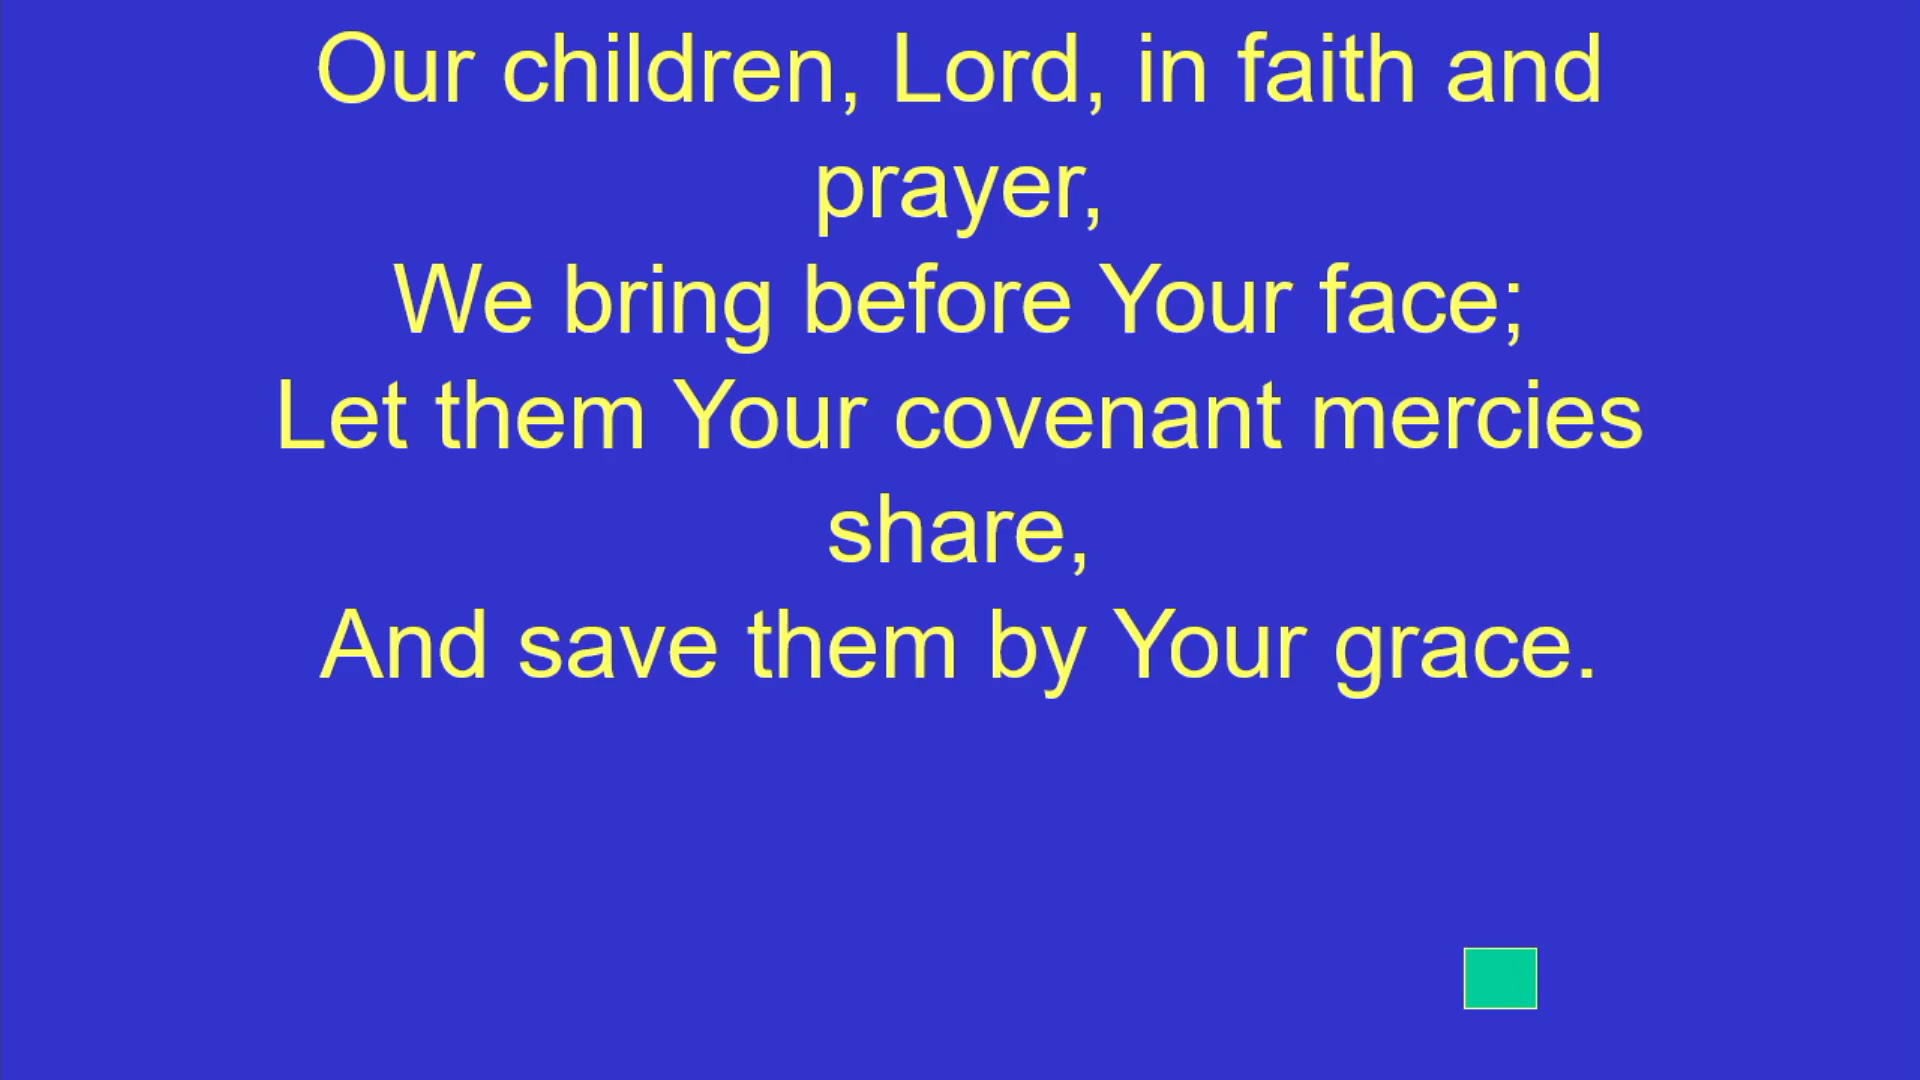 Our children, Lord, in faith and
prayer,
We bring before Your face;
Let them Your covenant mercies
share,
And save them by Your grace.